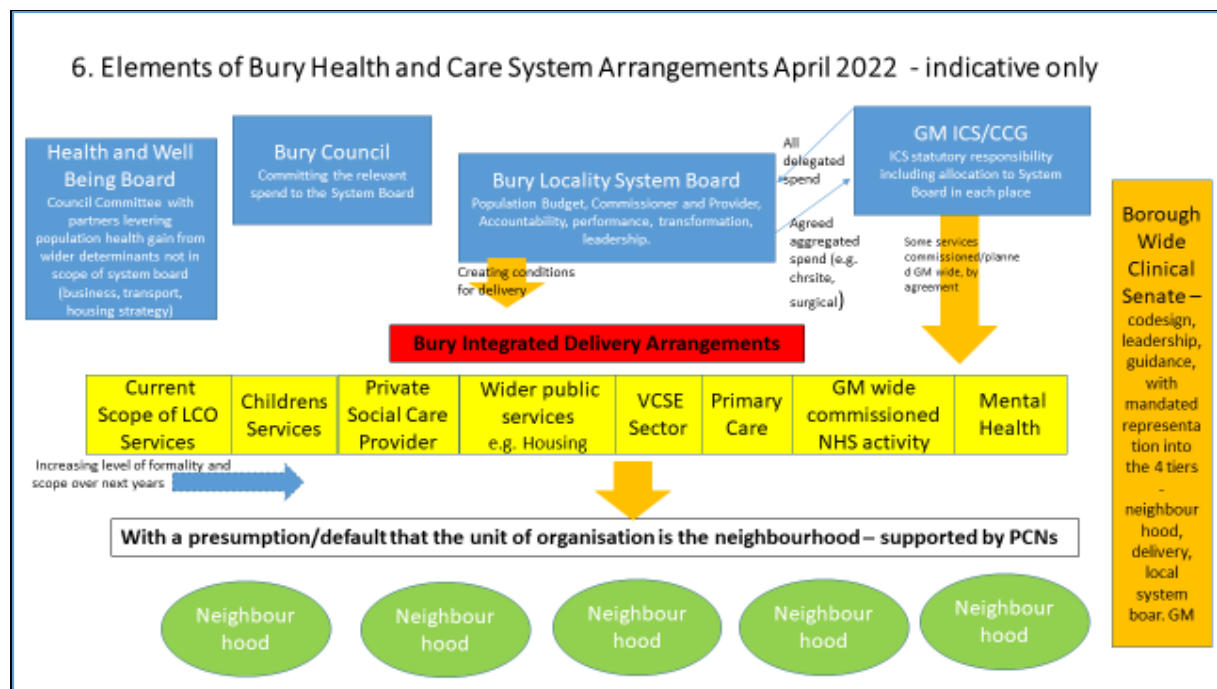 6. Elements of Bury Health and Care System Arrangements April 2022 - indicative only
Health and Well
Being Board
Council Committee with
partners levering
population health gain from
wider determinants not in
scope of system board
(business, transport,
housing strategy)
Bury Council
Committing the relevant
spend to the System Board
Bury Locality System Board
Population Budget, Commissioner and Provider,
Accountability, performance, transformation,
leadership.
All
delegated
spend
Agreed
aggregated
spend (e.g.
chrsite,
surgical)
GM ICS/CCG
ICS statutory responsibility
including allocation to System
Board in each place
Some services
commissioned/planne
d GM wide, by
agreement
Creating conditions
for delivery
Bury Integrated Delivery Arrangements
Current
Scope of LCO
Services
Childrens
Services
Private
Social Care
Provider
Wider public
services
e.g. Housing
VCSE
Sector
Primary
Care
GM wide
commissioned
NHS activity
Mental
Health
Increasing level of formality and
scope over next years
With a presumption/default that the unit of organisation is the neighbourhood – supported by PCNs
Neighbour
hood
Neighbour
hood
Neighbour
hood
Neighbour
hood
Neighbour
hood
Borough
Wide
Clinical
Senate –
codesign,
leadership,
guidance,
with
mandated
representa
tion into
the 4 tiers
-
neighbour
hood,
delivery,
local
system
boar. GM